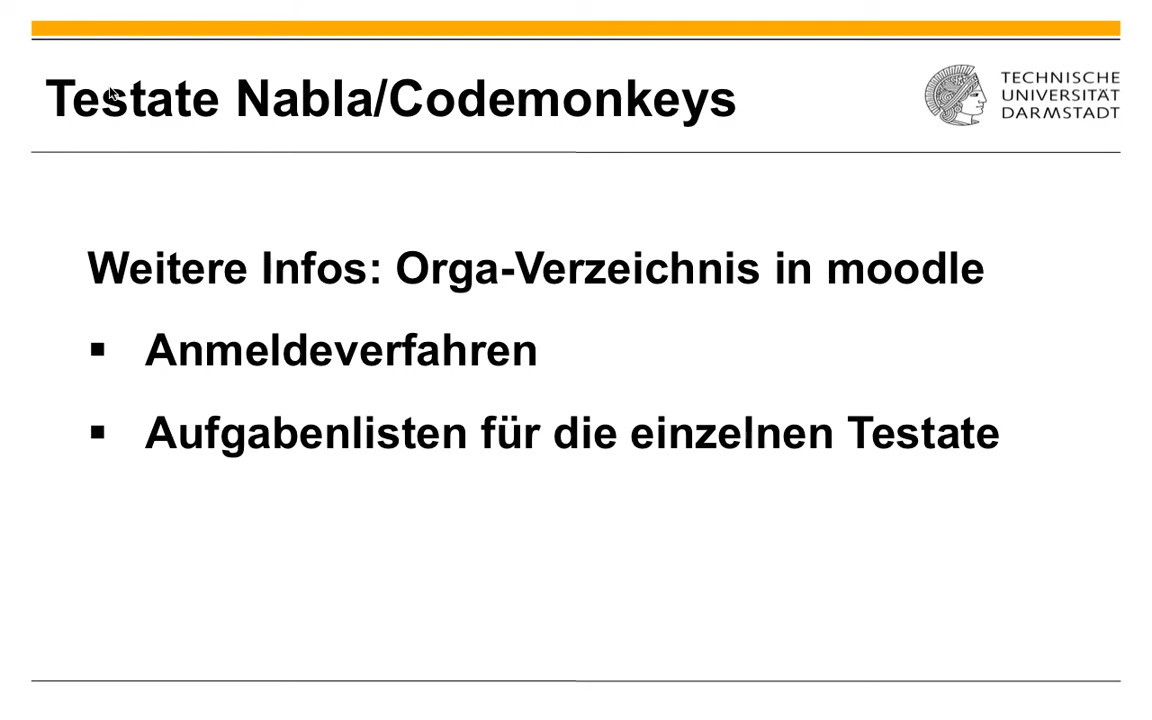 Testate Nabla/Codemonkeys
TECHNISCHE
UNIVERSITÄT
DARMSTADT
Weitere Infos: Orga-Verzeichnis in moodle
▪ Anmeldeverfahren
▪ Aufgabenlisten für die einzelnen Testate